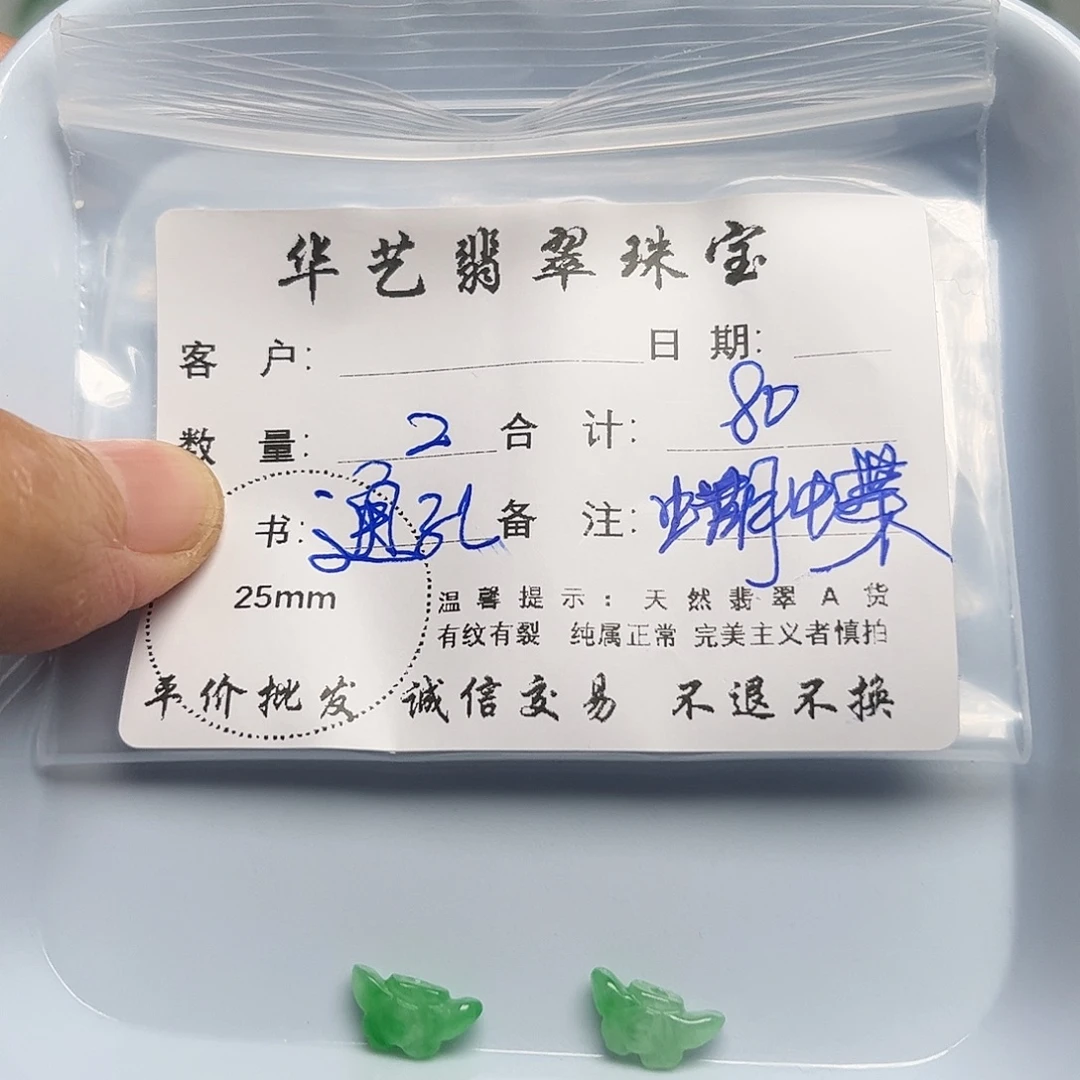 华艺翡翠珠宝
客 户: 日 期:
数 量: 2 合 计: 80
书: 通孔 备 注: 蝴蝶
25mm
温馨提示: 天然翡翠A货
有纹有裂 纯属正常 完美主义者慎拍
平价批发 诚信交易 不退不换